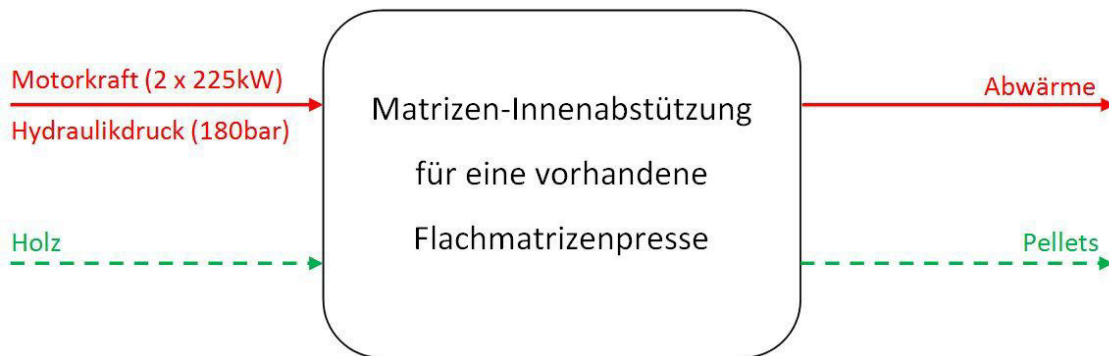 Motorkraft (2 x 225kW)
Hydraulikdruck (180bar)
Holz
Matrizen-Innenabstützung
für eine vorhandene
Flachmatrizenpresse
Abwärme
Pellets